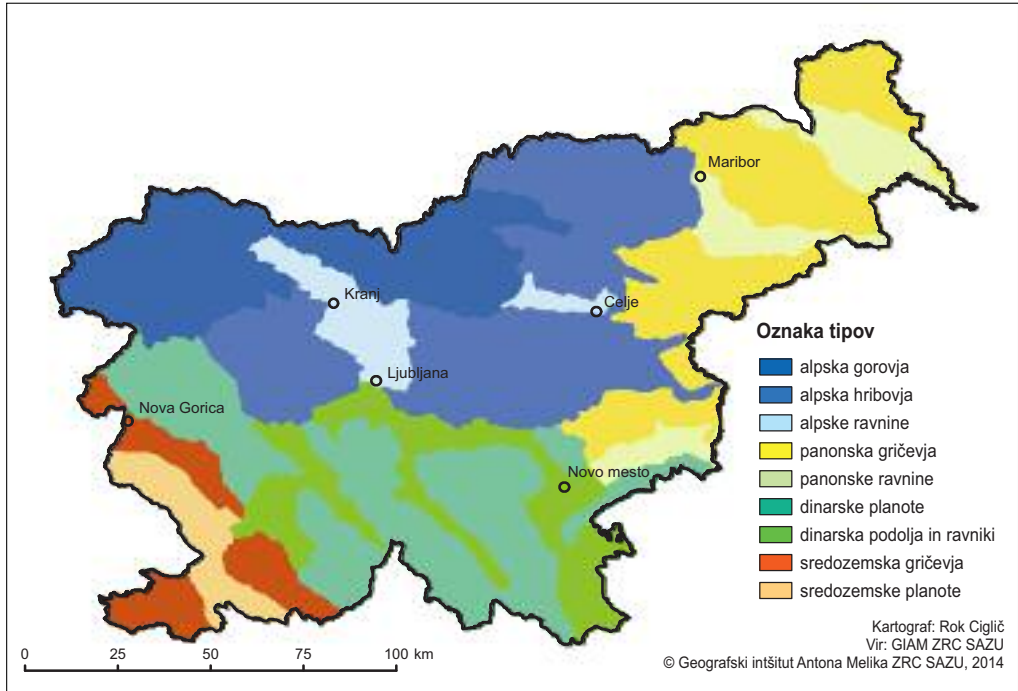 Maribor
Kranj
Celje
Ljubljana
Nova Gorica
Novo mesto
Oznaka tipov
alpska gorovja
alpska hribovja
alpske ravnine
panonska gričevja
panonske ravnine
dinarske planote
dinarska podolja in ravniki
sredozemska gričevja
sredozemske planote
Kartograf: Rok Ciglič
Vir: GIAM ZRC SAZU
© Geografski intšitut Antona Melika ZRC SAZU, 2014
0 25 50 75 100 km